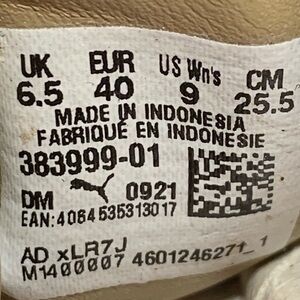 UK EUR US Wn's CM
6.5 40 9 25.5
MADE IN INDONESIA
FABRIQUÉ EN INDONESIE
383999-01
DM 0921
EAN:4064535313017
AD xLR7J
M1400007 4601246271_1